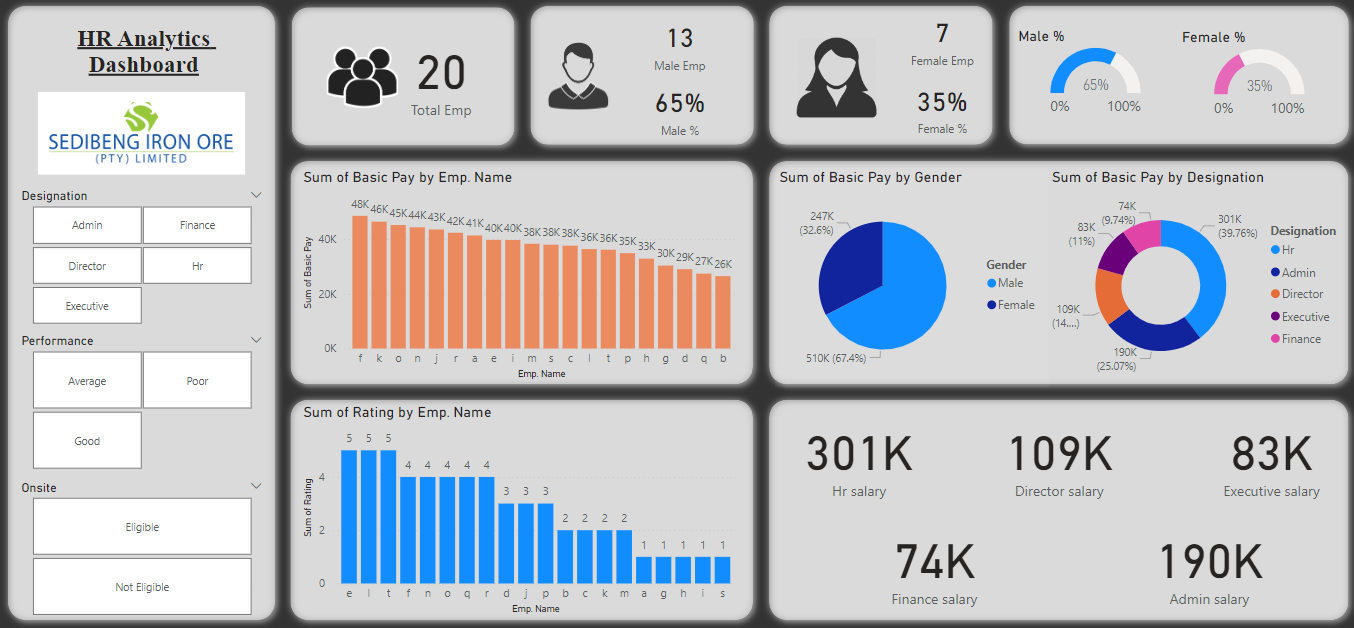 HR Analytics
Dashboard
SEDIBENG IRON ORE
(PTY) LIMITED
Designation
Admin
Finance
Director
Hr
Executive
Performance
Average
Poor
Good
Onsite
Eligible
Not Eligible
20
Total Emp
13
Male Emp
65%
Male %
7
Female Emp
35%
Female %
Male %
65%
0% 100%
Female %
35%
0% 100%
Sum of Basic Pay by Emp. Name
48K 46K 45K 44K 43K 42K 41K 40K 40K 38K 38K 38K 36K 36K 35K 33K 30K 29K 27K 26K
Sum of Basic Pay
40K
20K
0K
f k o n j r a e i m s c l t p h g d q b
Emp. Name
Sum of Basic Pay by Gender
247K
(32.6%)
510K (67.4%)
Gender
Male
Female
Sum of Basic Pay by Designation
74K
(9.74%)
83K
(11%)
109K
(14....)
190K
(25.07%)
301K
(39.76%)
Designation
Hr
Admin
Director
Executive
Finance
Sum of Rating by Emp. Name
5 5 5 4 4 4 4 4 3 3 3 2 2 2 2 1 1 1 1 1
Sum of Rating
4
2
0
e l t f n o q r d j p b c k m a g h i s
Emp. Name
301K
Hr salary
109K
Director salary
83K
Executive salary
74K
Finance salary
190K
Admin salary